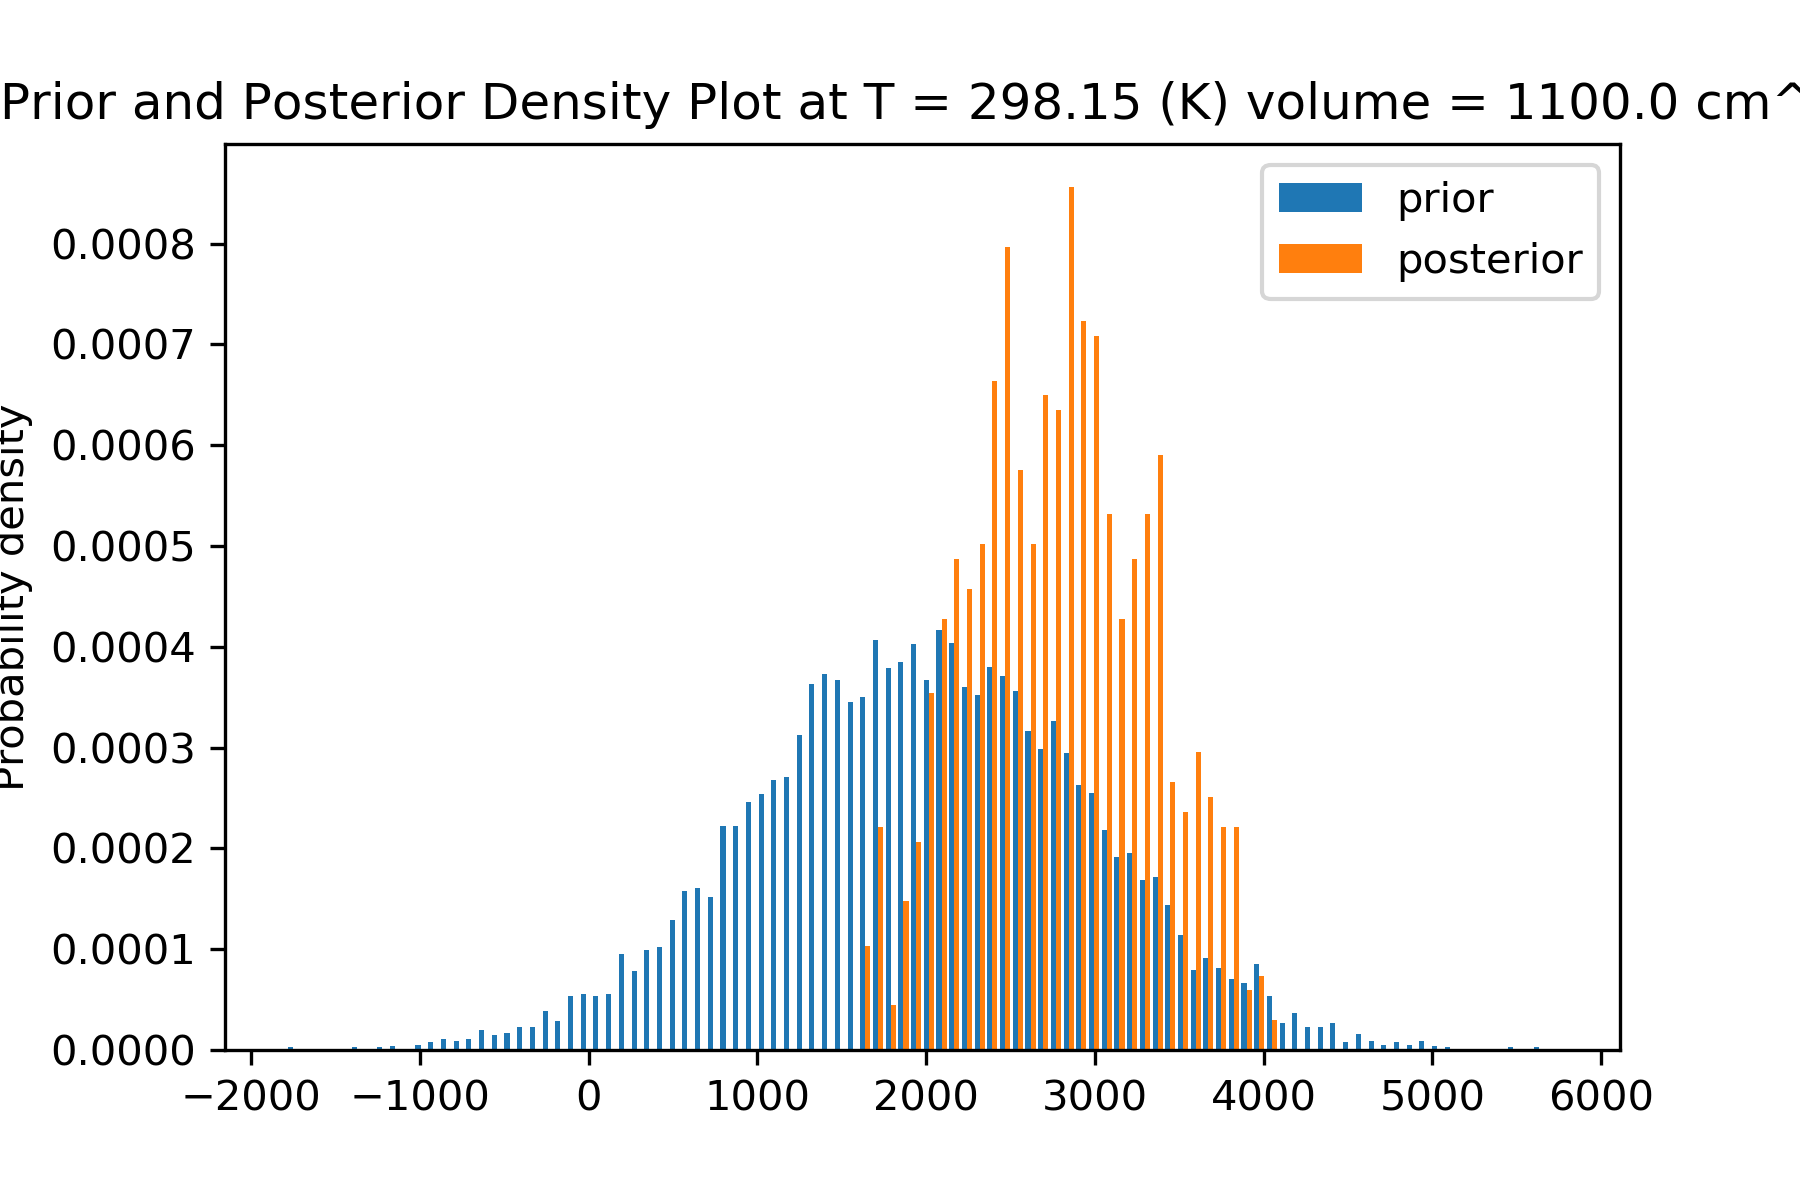 Prior and Posterior Density Plot at T = 298.15 (K) volume = 1100.0 cm^
prior
posterior
Probability density
0.0008
0.0007
0.0006
0.0005
0.0004
0.0003
0.0002
0.0001
0.0000
−2000 −1000 0 1000 2000 3000 4000 5000 6000